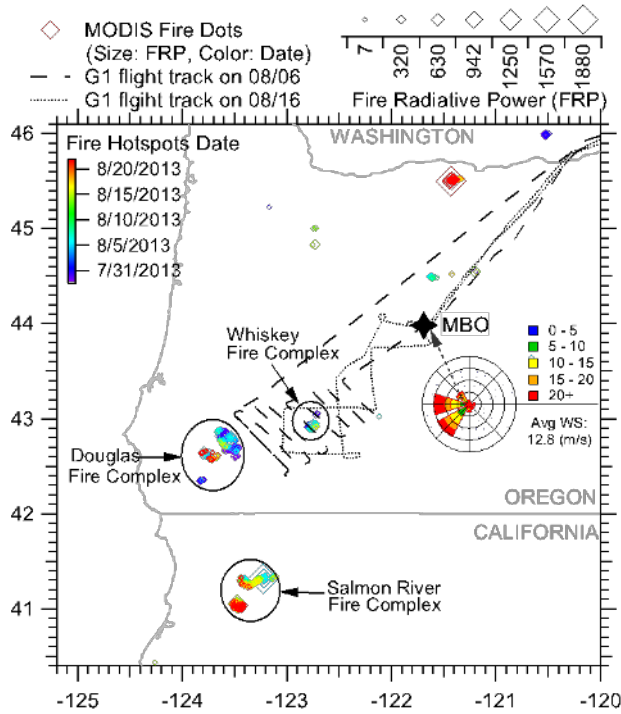 MODIS Fire Dots
(Size: FRP, Color: Date)
G1 flight track on 08/06
G1 flgiht track on 08/16
7 320 630 942 1250 1570 1880
Fire Radiative Power (FRP)
46
45
44
43
42
41
WASHINGTON
Fire Hotspots Date
8/20/2013
8/15/2013
8/10/2013
8/5/2013
7/31/2013
MBO
Whiskey
Fire Complex
0 - 5
5 - 10
10 - 15
15 - 20
20+
Avg WS:
12.8 (m/s)
Douglas
Fire Complex
OREGON
CALIFORNIA
Salmon River
Fire Complex
-125 -124 -123 -122 -121 -120